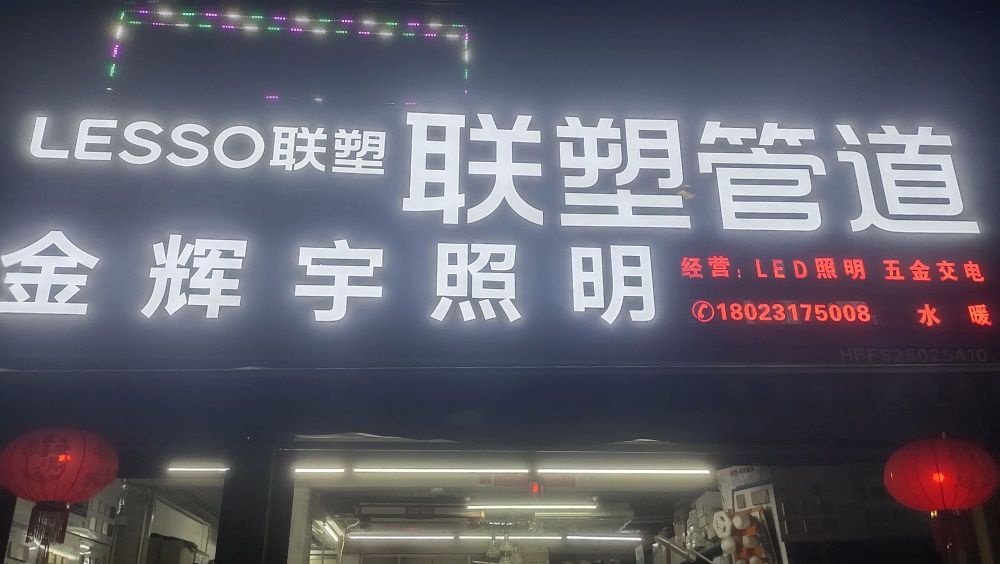 LESSO联塑 联塑管道
金辉宇照明
经营：LED照明 五金交电
✆18023175008 水暖
HFFS25025410